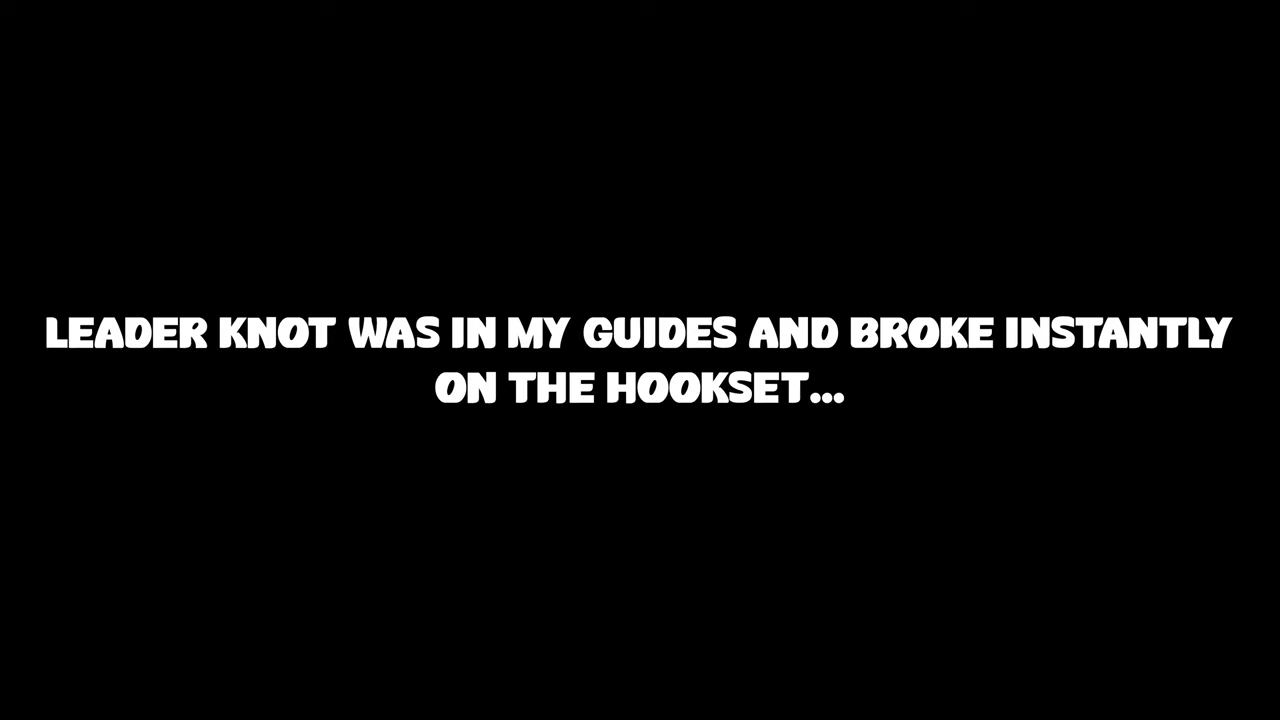 LEADER KNOT WAS IN MY GUIDES AND BROKE INSTANTLY
ON THE HOOKSET...